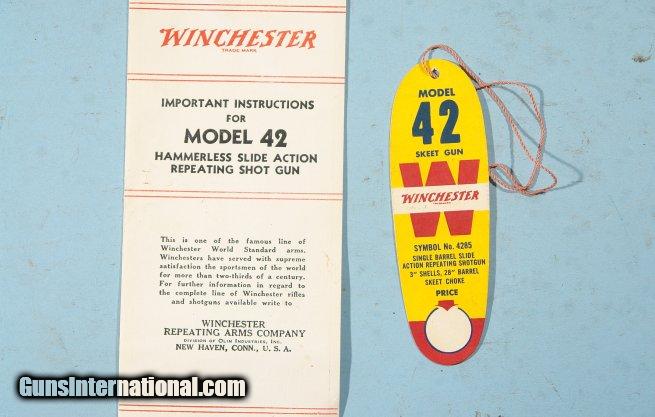 WINCHESTER
TRADE MARK
IMPORTANT INSTRUCTIONS
FOR
MODEL 42
HAMMERLESS SLIDE ACTION
REPEATING SHOT GUN
This is one of the famous line of
Winchester World Standard arms.
Winchesters have served with supreme
satisfaction the sportsmen of the world
for more than two-thirds of a century.
For further information in regard to
the complete line of Winchester rifles
and shotguns available write to
WINCHESTER
REPEATING ARMS COMPANY
DIVISION OF OLIN INDUSTRIES, INC.
NEW HAVEN, CONN., U. S. A.
MODEL
42
SKEET GUN
W
WINCHESTER
SYMBOL No. 4285
SINGLE BARREL SLIDE
ACTION REPEATING SHOTGUN
3" SHELLS, 28" BARREL
SKEET CHOKE
PRICE
GunsInternational.com